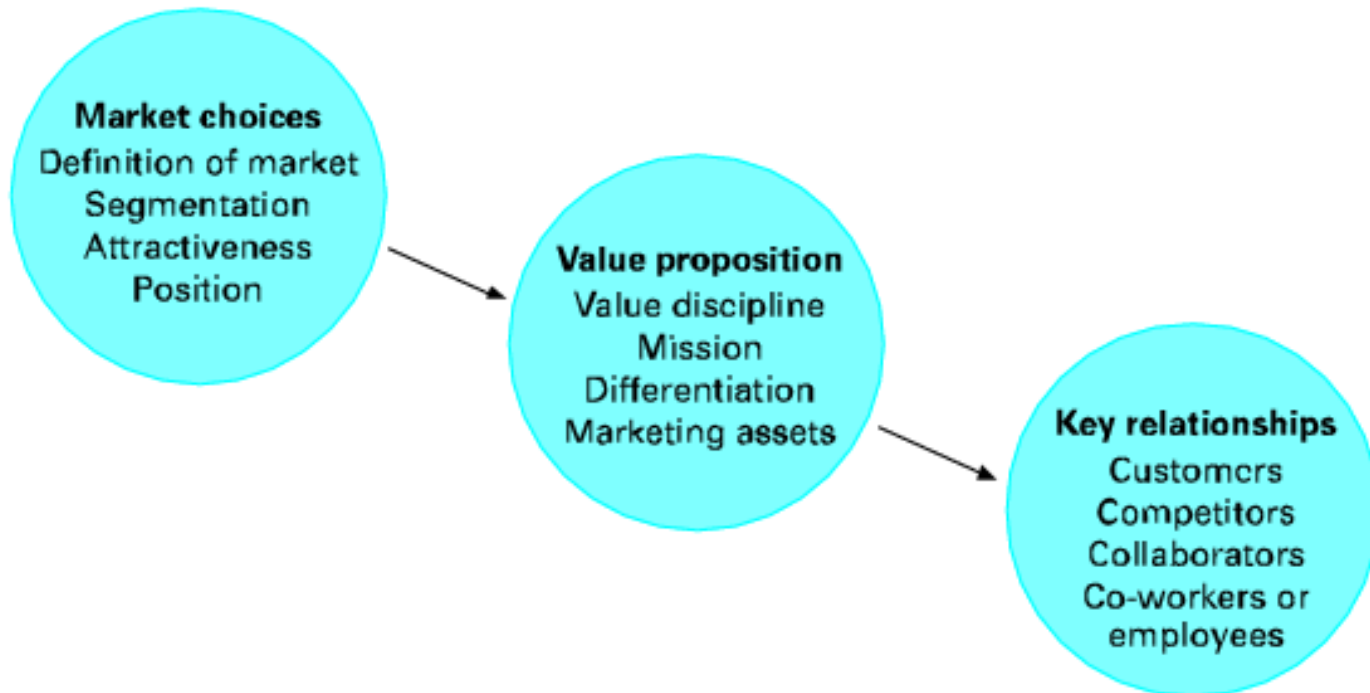 Market choices
Definition of market
Segmentation
Attractiveness
Position
Value proposition
Value discipline
Mission
Differentiation
Marketing assets
Key relationships
Customers
Competitors
Collaborators
Co-workers or
employees